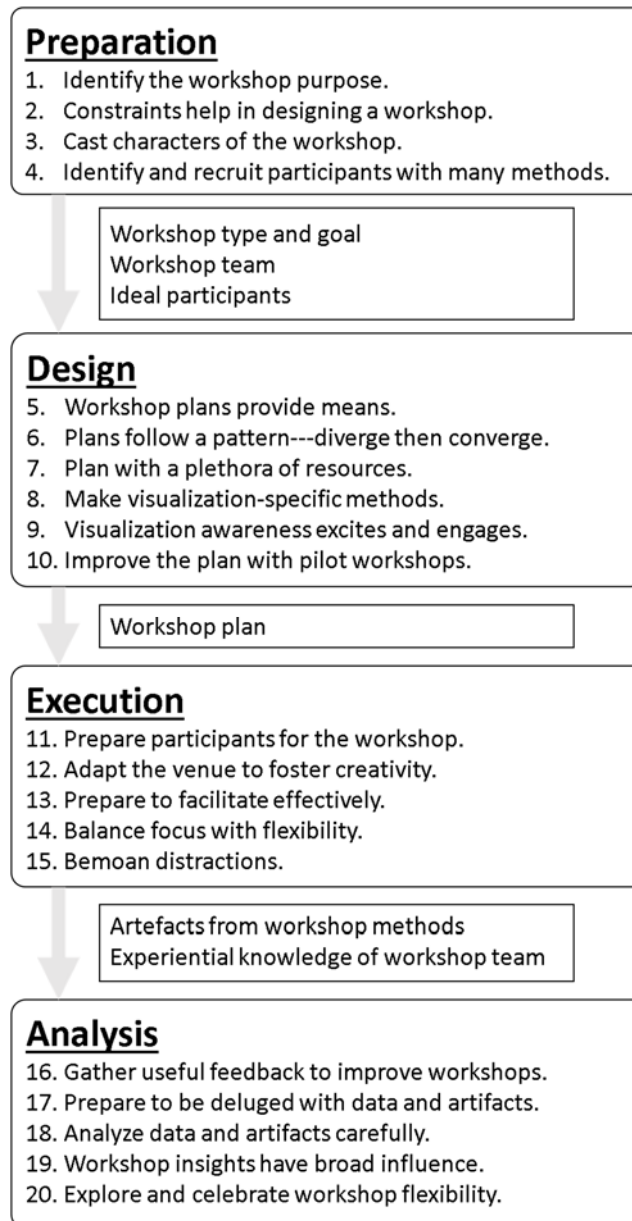 Preparation
1. Identify the workshop purpose.
2. Constraints help in designing a workshop.
3. Cast characters of the workshop.
4. Identify and recruit participants with many methods.
Workshop type and goal
Workshop team
Ideal participants
Design
5. Workshop plans provide means.
6. Plans follow a pattern---diverge then converge.
7. Plan with a plethora of resources.
8. Make visualization-specific methods.
9. Visualization awareness excites and engages.
10. Improve the plan with pilot workshops.
Workshop plan
Execution
11. Prepare participants for the workshop.
12. Adapt the venue to foster creativity.
13. Prepare to facilitate effectively.
14. Balance focus with flexibility.
15. Bemoan distractions.
Artefacts from workshop methods
Experiential knowledge of workshop team
Analysis
16. Gather useful feedback to improve workshops.
17. Prepare to be deluged with data and artifacts.
18. Analyze data and artifacts carefully.
19. Workshop insights have broad influence.
20. Explore and celebrate workshop flexibility.